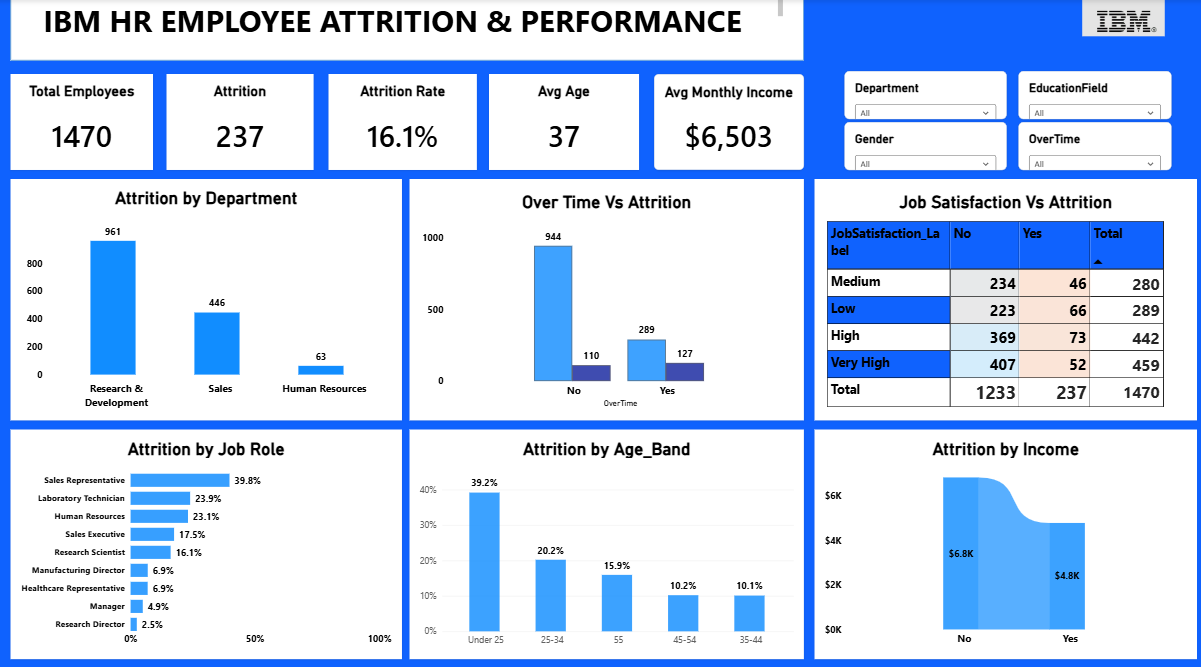 IBM HR EMPLOYEE ATTRITION & PERFORMANCE
IBM®
Total Employees
1470
Attrition
237
Attrition Rate
16.1%
Avg Age
37
Avg Monthly Income
$6,503
Department
All
EducationField
All
Gender
All
OverTime
All
Attrition by Department
961
446
63
800
600
400
200
0
Research &
Development
Sales
Human Resources
Over Time Vs Attrition
1000
500
0
944
110
289
127
No
Yes
OverTime
Job Satisfaction Vs Attrition
JobSatisfaction_La
bel
No
Yes
Total
Medium 234 46 280
Low 223 66 289
High 369 73 442
Very High 407 52 459
Total 1233 237 1470
Attrition by Job Role
Sales Representative 39.8%
Laboratory Technician 23.9%
Human Resources 23.1%
Sales Executive 17.5%
Research Scientist 16.1%
Manufacturing Director 6.9%
Healthcare Representative 6.9%
Manager 4.9%
Research Director 2.5%
0% 50% 100%
Attrition by Age_Band
40%
30%
20%
10%
0%
39.2%
20.2%
15.9%
10.2%
10.1%
Under 25
25-34
55
45-54
35-44
Attrition by Income
$6K
$4K
$2K
$0K
$6.8K
$4.8K
No
Yes